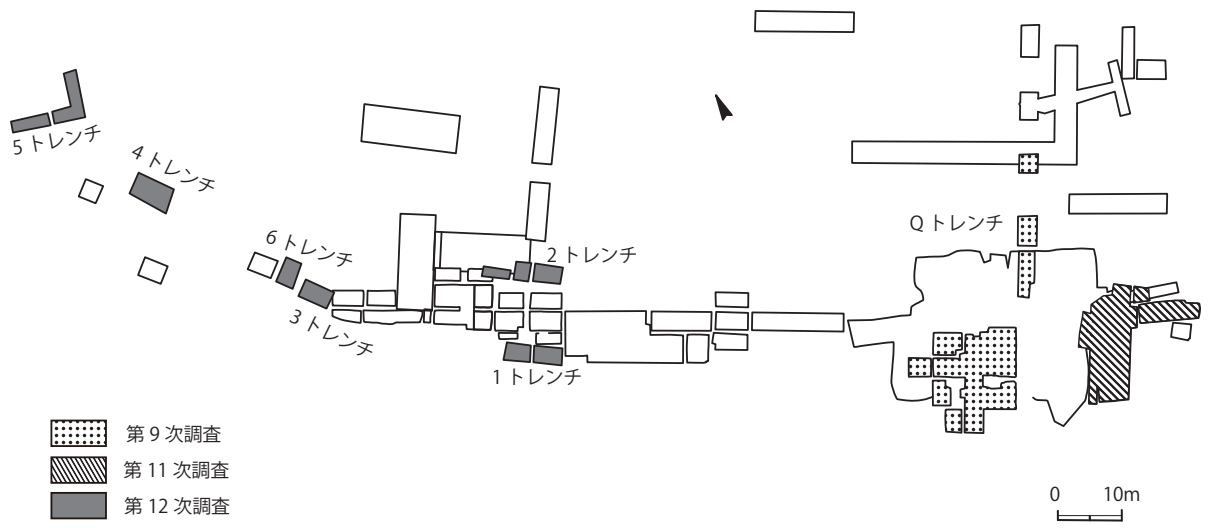 5 トレンチ
4 トレンチ
6 トレンチ
3 トレンチ
2 トレンチ
1 トレンチ
Q トレンチ
第 9 次調査
第 11 次調査
第 12 次調査
0 10m